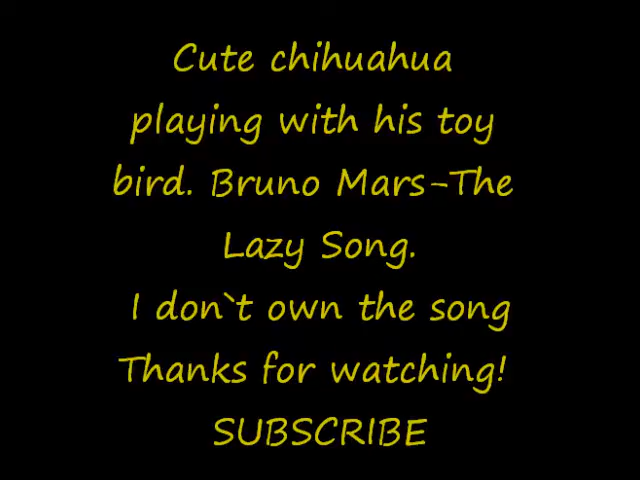 Cute chihuahua
playing with his toy
bird. Bruno Mars-The
Lazy Song.
I don`t own the song
Thanks for watching!
SUBSCRIBE